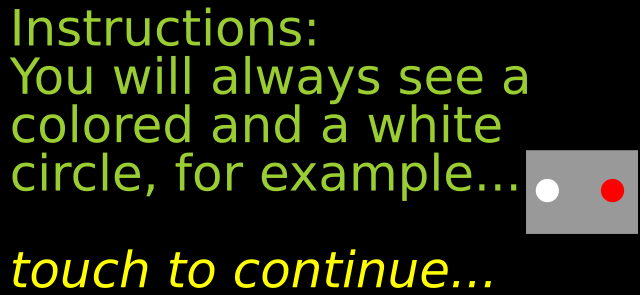 Instructions:
You will always see a
colored and a white
circle, for example...
touch to continue...